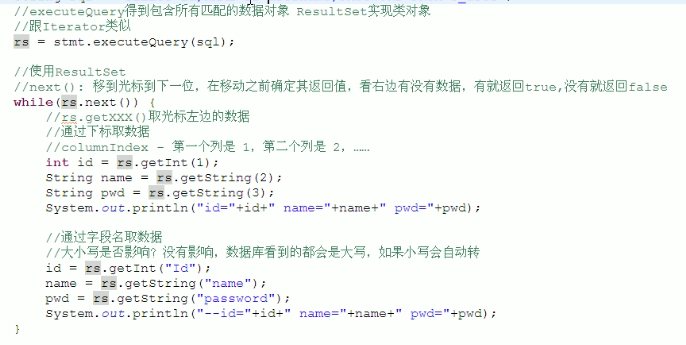 //executeQuery得到包含所有匹配的数据对象 ResultSet实现类对象
//跟Iterator类似
rs = stmt.executeQuery(sql);
//使用ResultSet
//next()：移到光标到下一位，在移动之前确定其返回值，看右边有没有数据，有就返回true,没有就返回false
while(rs.next()) {
//rs.getXXX()取光标左边的数据
//通过下标取数据
//columnIndex - 第一个列是 1，第二个列是 2，……
int id = rs.getInt(1);
String name = rs.getString(2);
String pwd = rs.getString(3);
System.out.println("id="+id+" name="+name+" pwd="+pwd);
//通过字段名取数据
//大小写是否影响？没有影响，数据库看到的都会是大写，如果小写会自动转
id = rs.getInt("Id");
name = rs.getString("name");
pwd = rs.getString("password");
System.out.println("--id="+id+" name="+name+" pwd="+pwd);
}